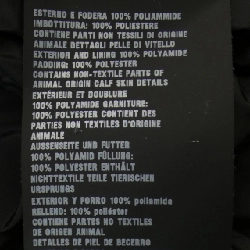 ESTERNO E FODERA 100% POLIAMMIDE
IMBOTTITURA: 100% POLIESTERE
CONTIENE PARTI NON TESSILI DI ORIGINE
ANIMALE DETTAGLI PELLE DI VITELLO
EXTERIOR AND LINING 100% POLYAMIDE
PADDING: 100% POLYESTER
CONTAINS NON-TEXTILE PARTS OF
ANIMAL ORIGIN CALF SKIN DETAILS
EXTÉRIEUR ET DOUBLURE
100% POLYAMIDE GARNITURE:
100% POLYESTER CONTIENT DES
PARTIES NON TEXTILES D'ORIGINE
ANIMALE
AUSSENSEITE UND FUTTER
100% POLYAMID FÜLLUNG:
100% POLYESTER ENTHÄLT
NICHTTEXTILE TEILE TIERISCHEN
URSPRUNGS
EXTERIOR Y FORRO 100% poliamida
RELLENO: 100% poliéster
CONTIENE PARTES NO TEXTILES
DE ORIGEN ANIMAL
DETALLES DE PIEL DE BECERRO